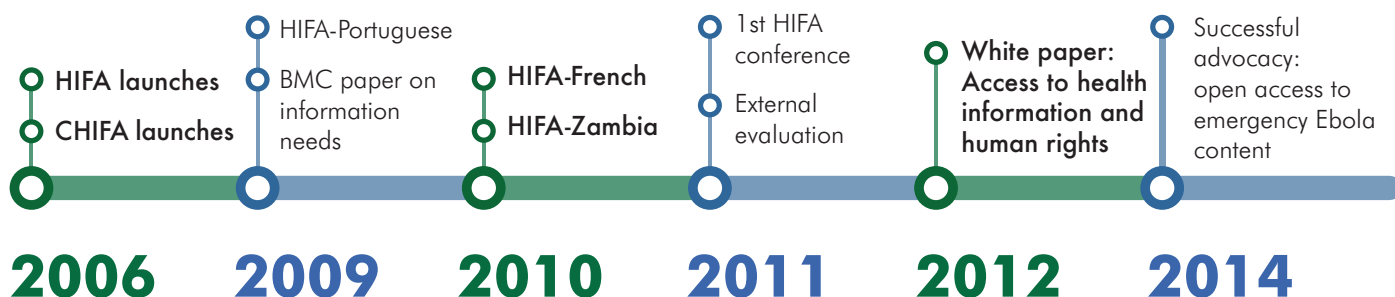 HIFA launches
CHIFA launches
HIFA-Portuguese
BMC paper on
information
needs
HIFA-French
HIFA-Zambia
1st HIFA
conference
External
evaluation
White paper:
Access to health
information and
human rights
Successful
advocacy:
open access to
emergency Ebola
content
2006
2009
2010
2011
2012
2014